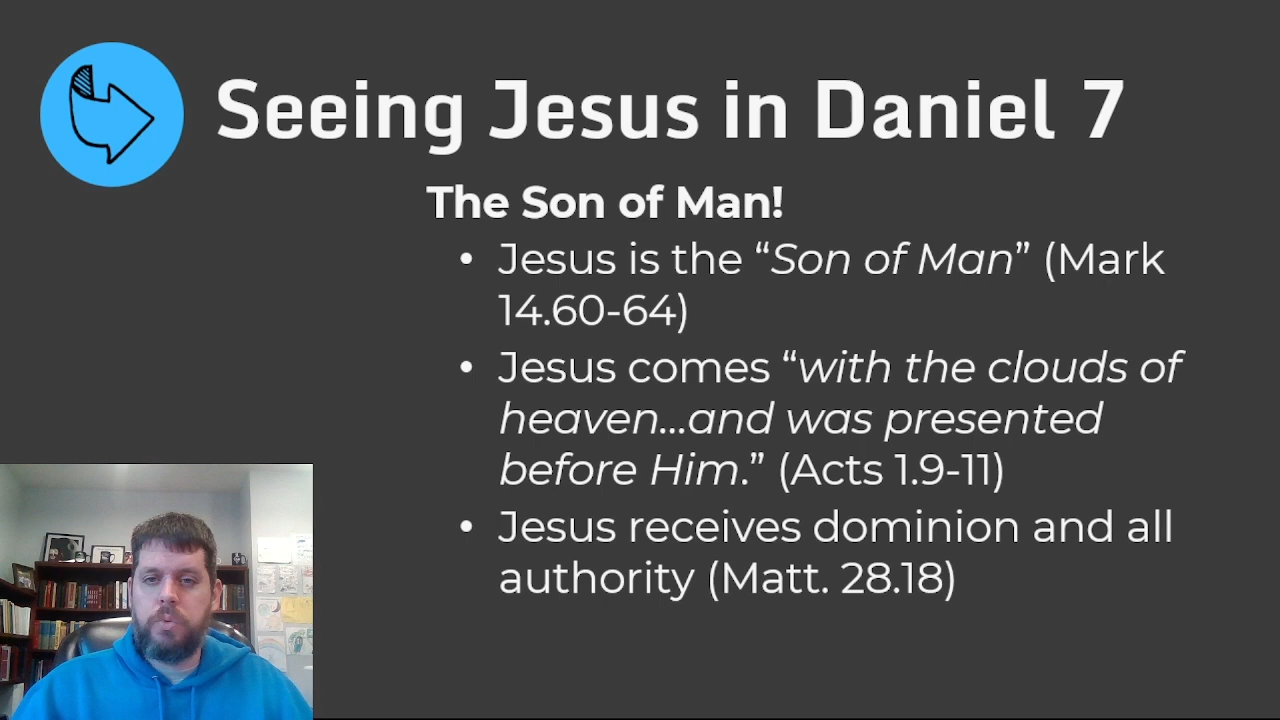 Seeing Jesus in Daniel 7
The Son of Man!
• Jesus is the “Son of Man” (Mark
14.60-64)
• Jesus comes “with the clouds of
heaven...and was presented
before Him.” (Acts 1.9-11)
• Jesus receives dominion and all
authority (Matt. 28.18)